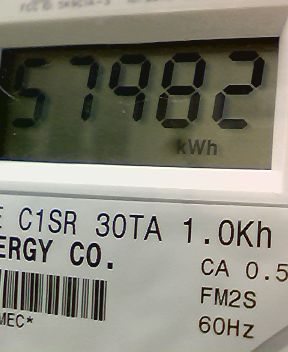 57982
kWh
E C1SR 30TA 1.0Kh
ERGY CO.
CA 0.5
FM2S
MEC*
60Hz